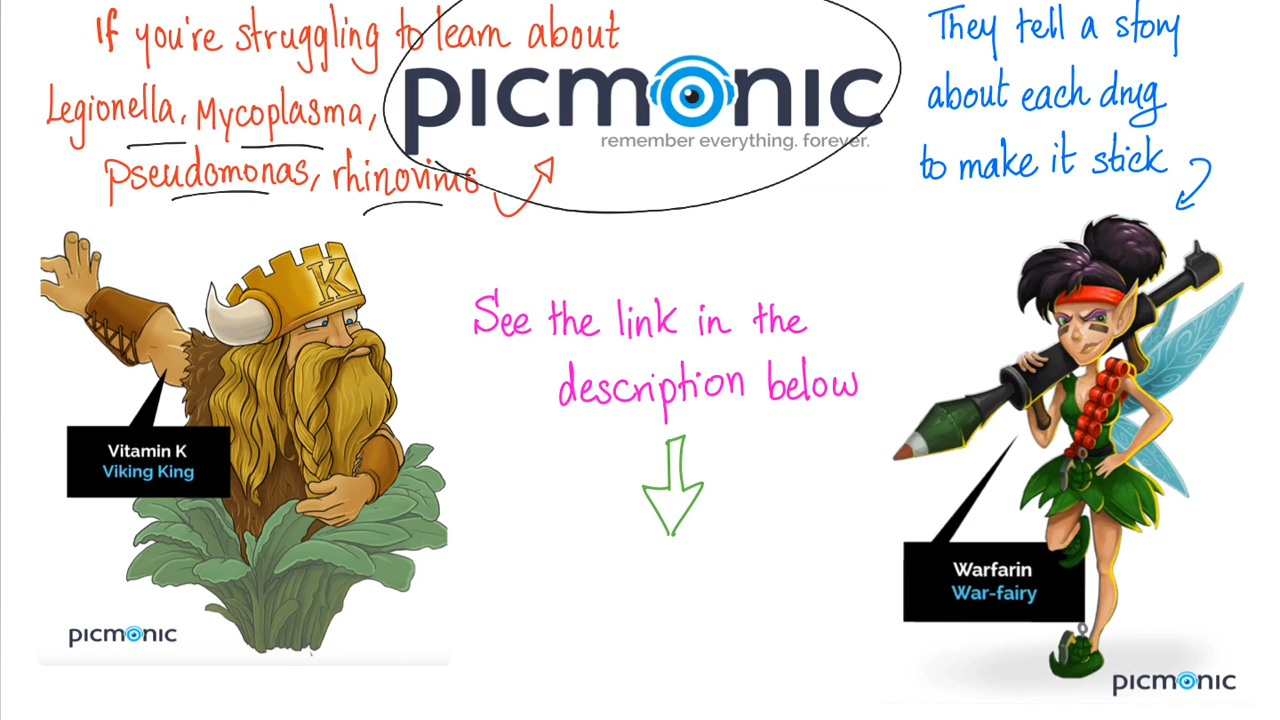 If you're struggling to learn about
Legionella, Mycoplasma,
pseudomonas, rhinovirus
picmonic
remember everything. forever.
They tell a story
about each drug
to make it stick
K
See the link in the
description below
Vitamin K
Viking King
picmonic
Warfarin
War-fairy
picmonic